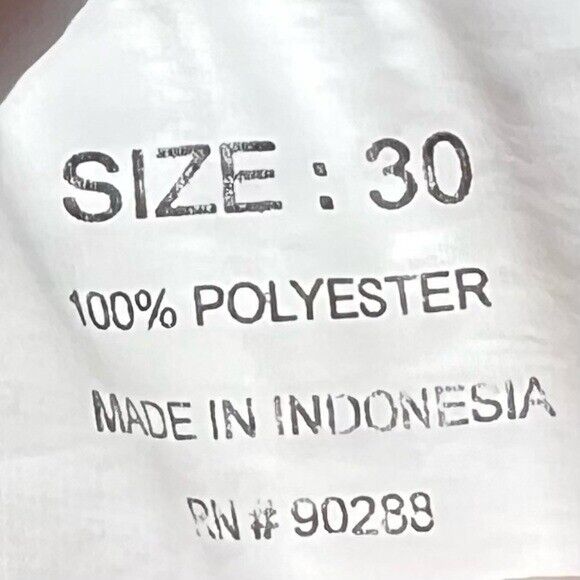 SIZE : 30
100% POLYESTER
MADE IN INDONESIA
RN# 90288